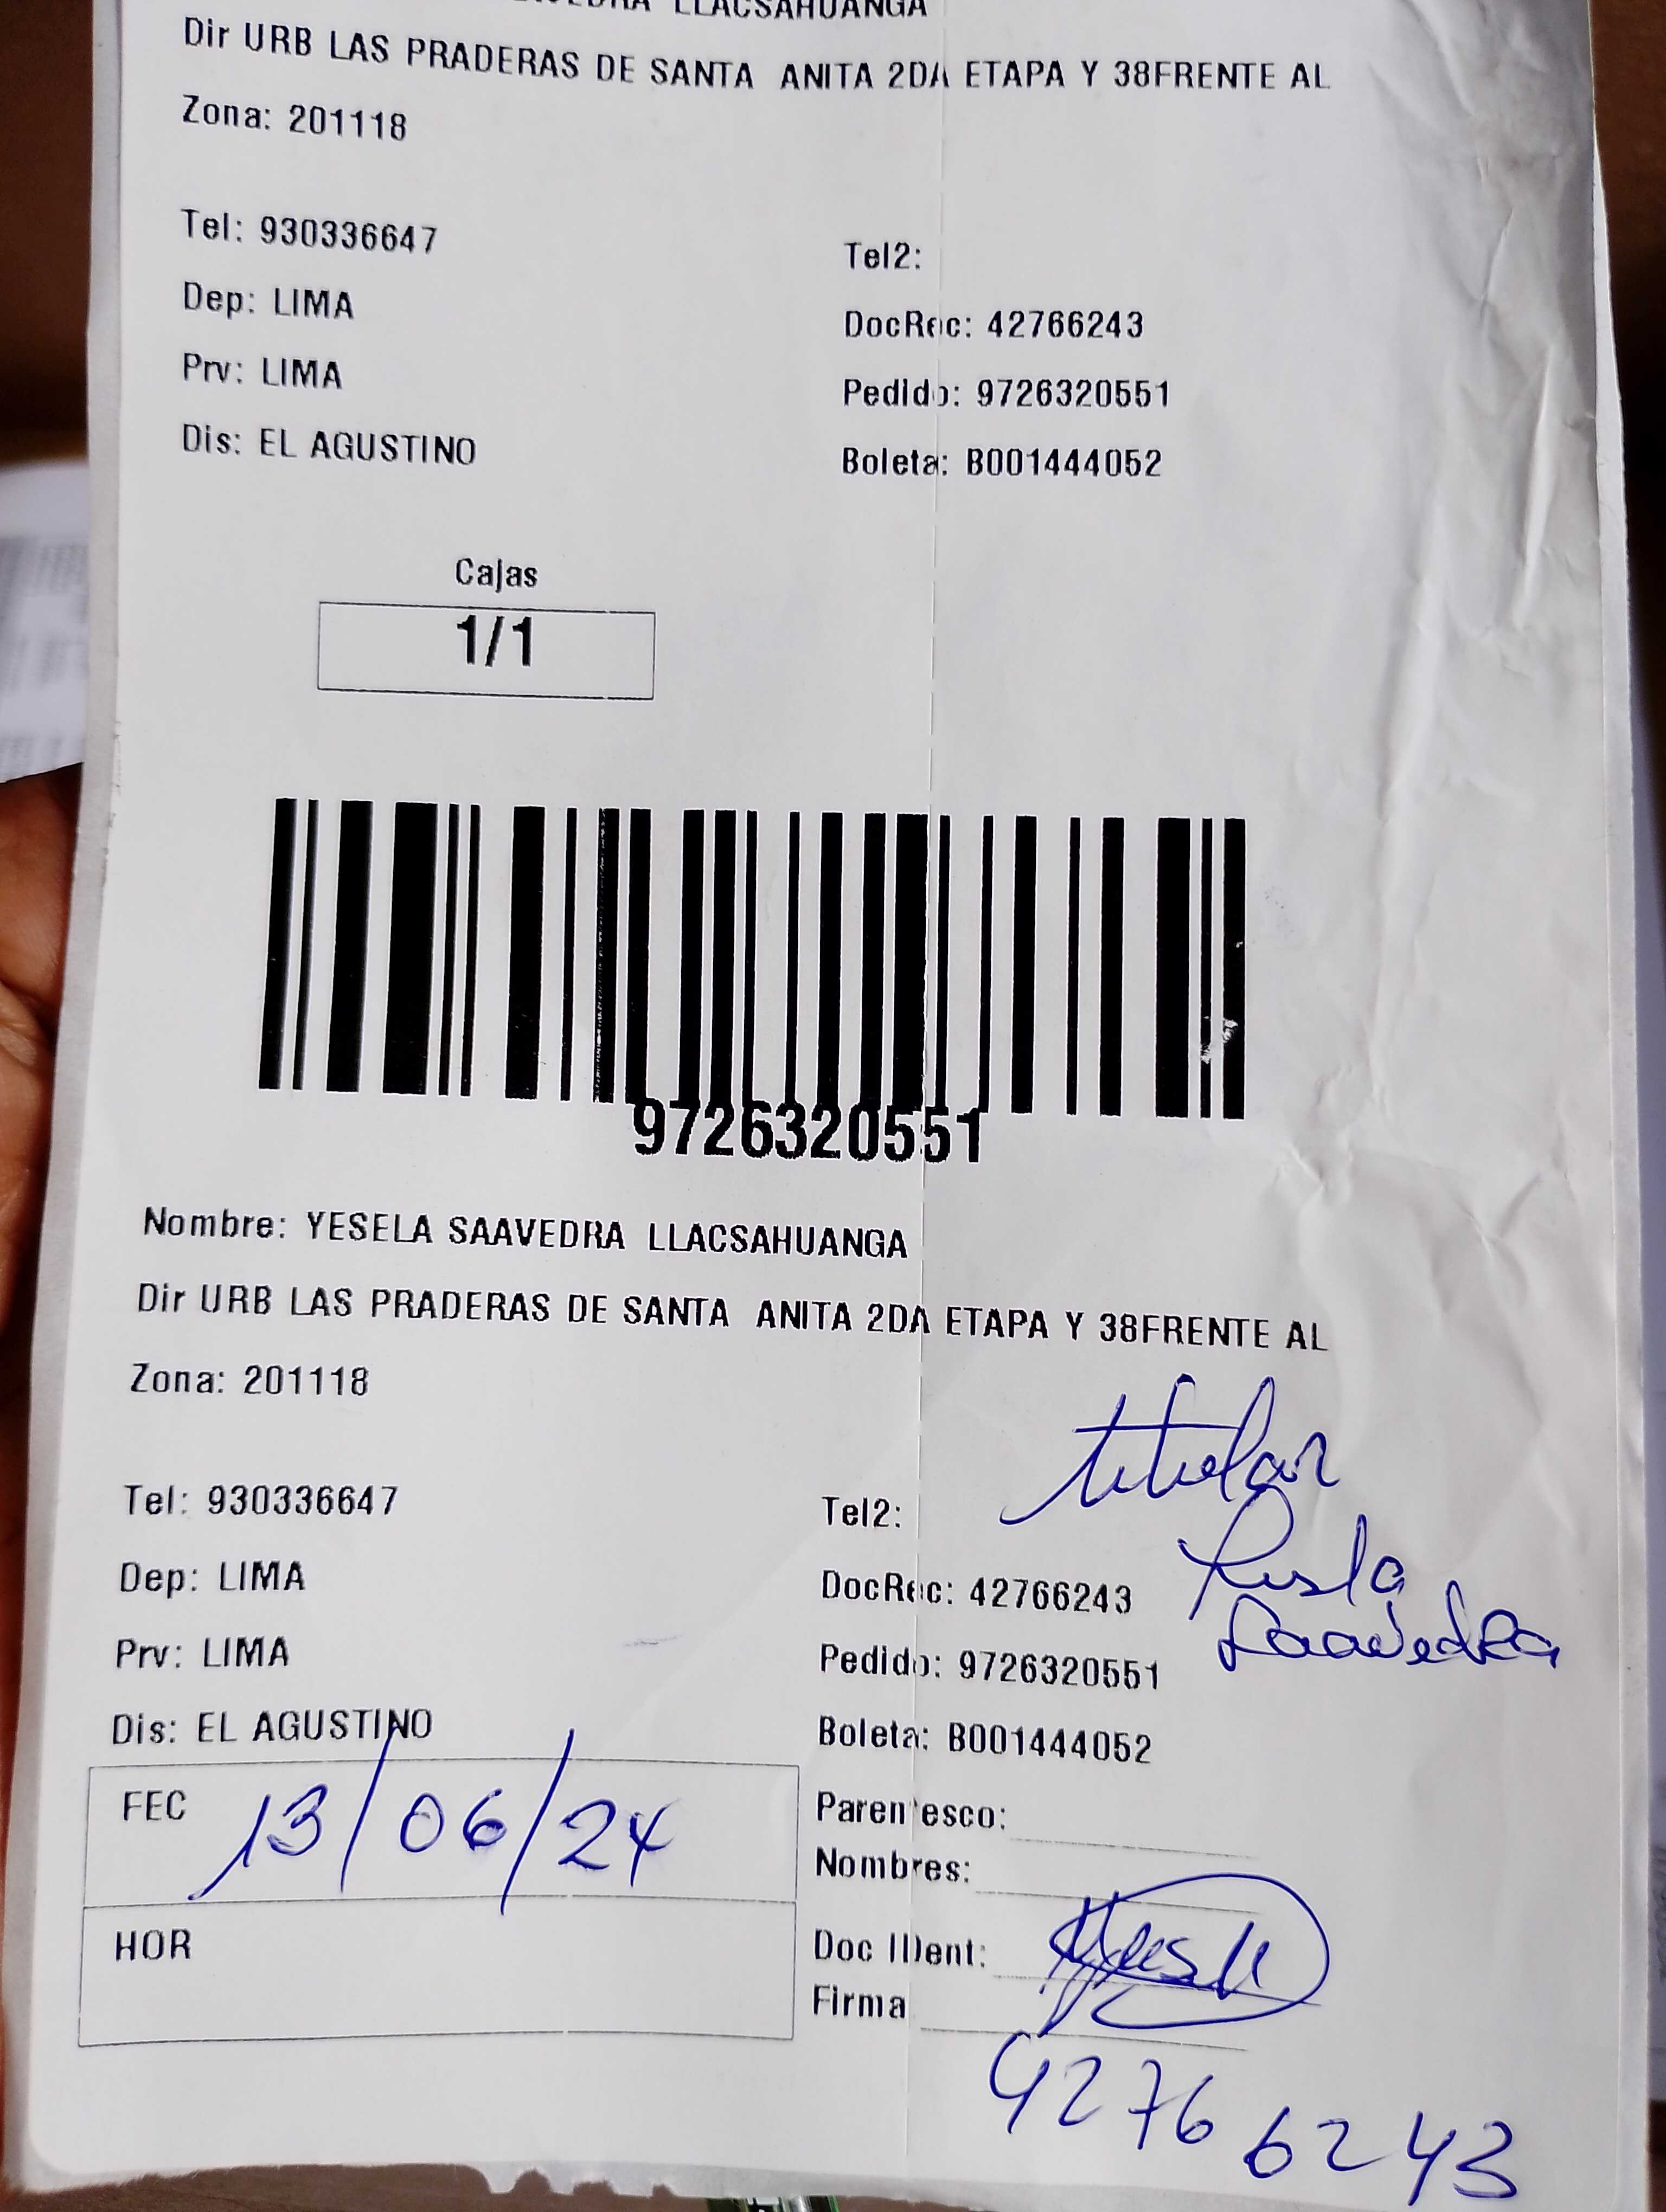 LLACSAHUANGA
Dir URB LAS PRADERAS DE SANTA ANITA 2DA ETAPA Y 38FRENTE AL
Zona: 201118
Tel: 930336647
Tel2:
Dep: LIMA
DocRec: 42766243
Prv: LIMA
Pedido: 9726320551
Dis: EL AGUSTINO
Boleta: B001444052
Cajas
1/1
9726320551
Nombre: YESELA SAAVEDRA LLACSAHUANGA
Dir URB LAS PRADERAS DE SANTA ANITA 2DA ETAPA Y 38FRENTE AL
Zona: 201118
titular
Tel: 930336647
Tel2:
Dep: LIMA
DocRec: 42766243
Saavedra
Prv: LIMA
Pedido: 9726320551
Dis: EL AGUSTINO
Boleta: B001444052
FEC 13/06/24
Parentesco:
Nombres:
HOR
Doc IDent:
Firma
42766243